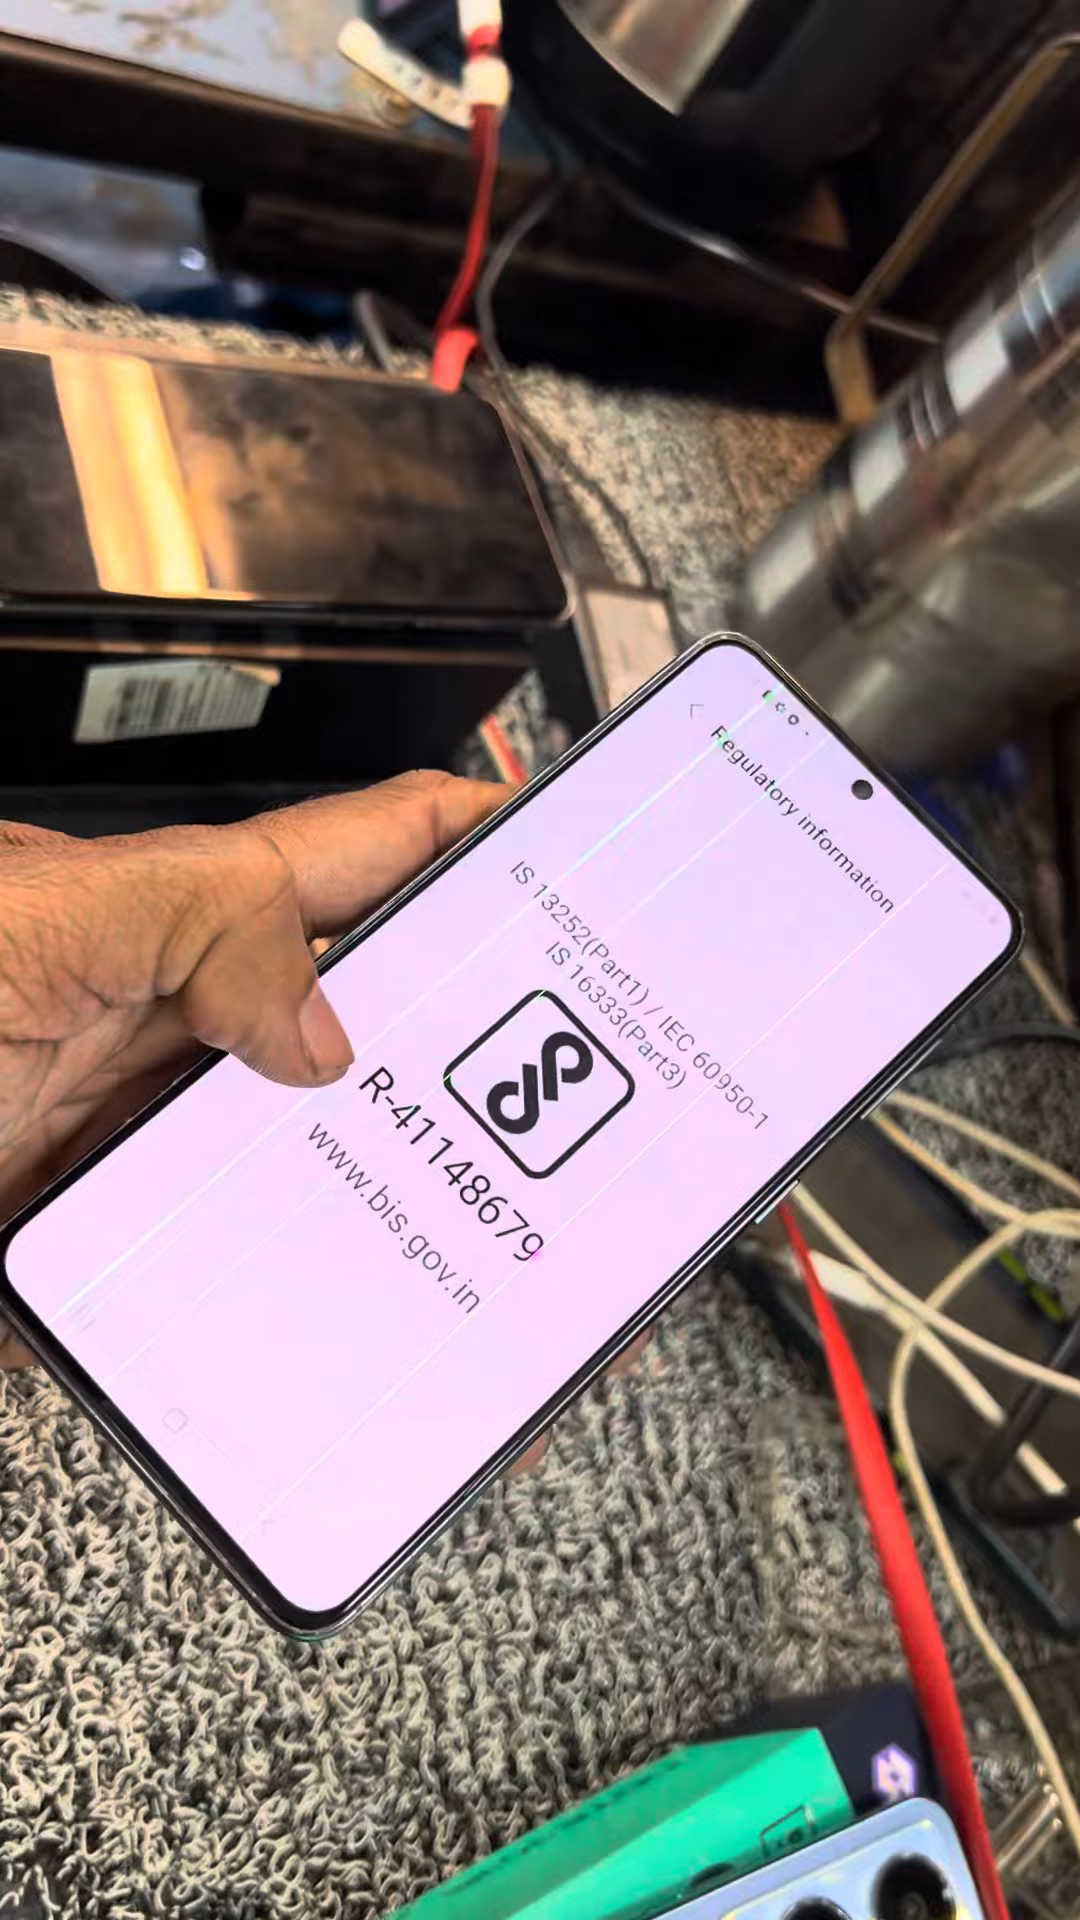 Regulatory information
IS 13252(Part1) / IEC 60950-1
IS 16333(Part3)
R-41148679
www.bis.gov.in